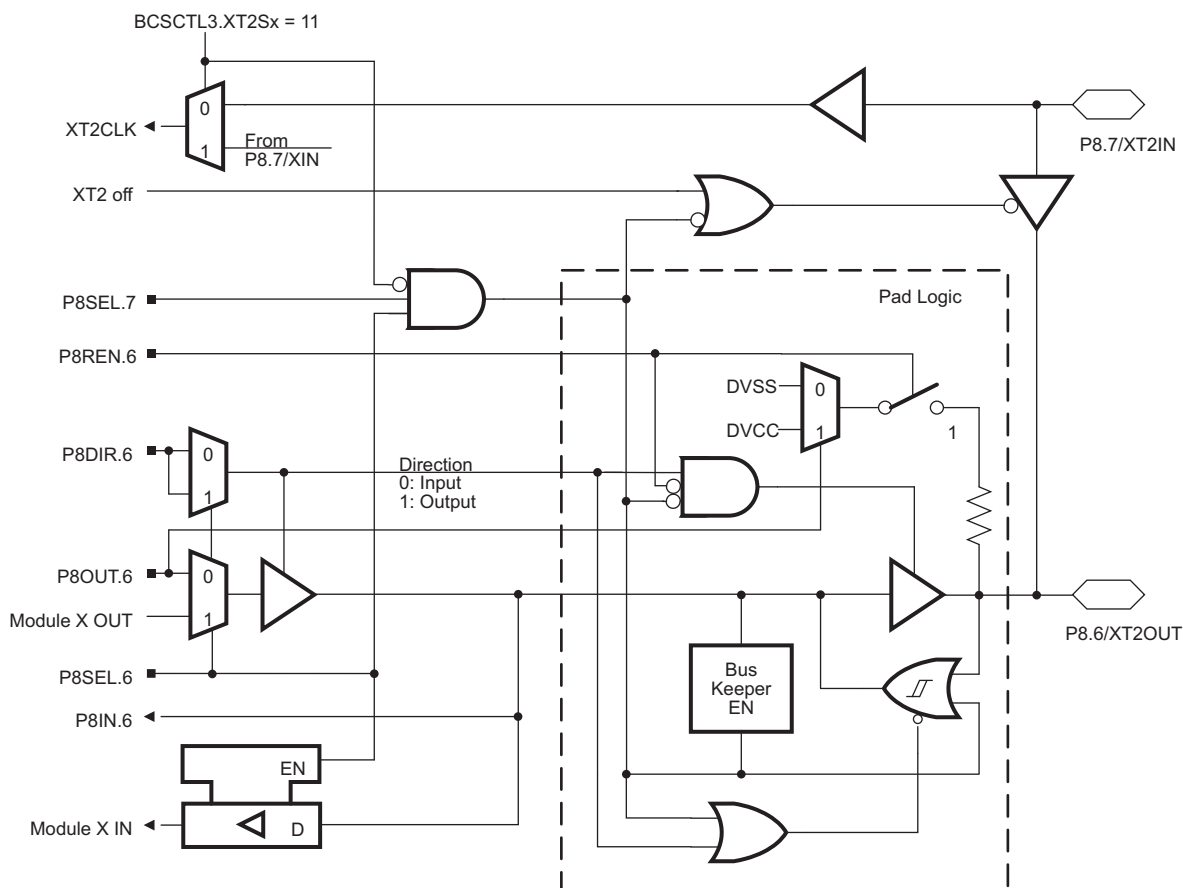 BCSCTL3.XT2Sx = 11
0
XT2CLK
1
From
P8.7/XIN
P8.7/XT2IN
XT2 off
Pad Logic
P8SEL.7
P8REN.6
DVSS
0
DVCC
1
1
P8DIR.6
0
1
Direction
0: Input
1: Output
P8OUT.6
0
Module X OUT
1
P8.6/XT2OUT
P8SEL.6
Bus
Keeper
EN
P8IN.6
EN
Module X IN
D